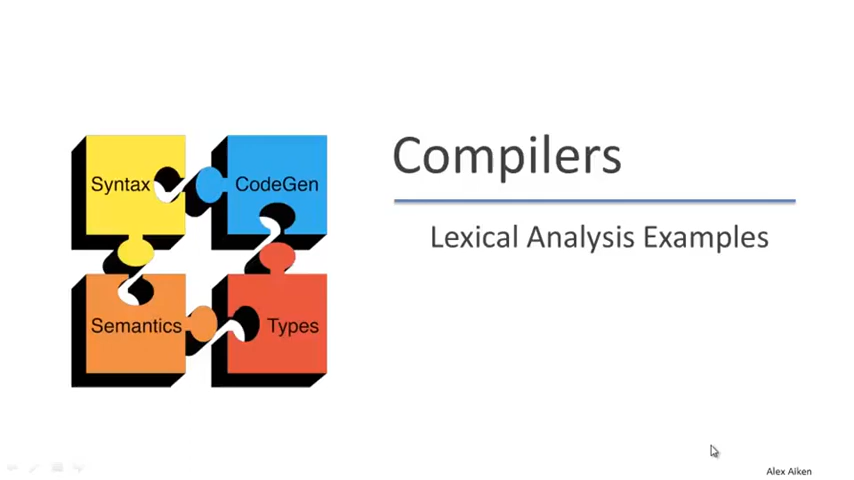 Compilers
Lexical Analysis Examples
Syntax
CodeGen
Semantics
Types
Alex Aiken